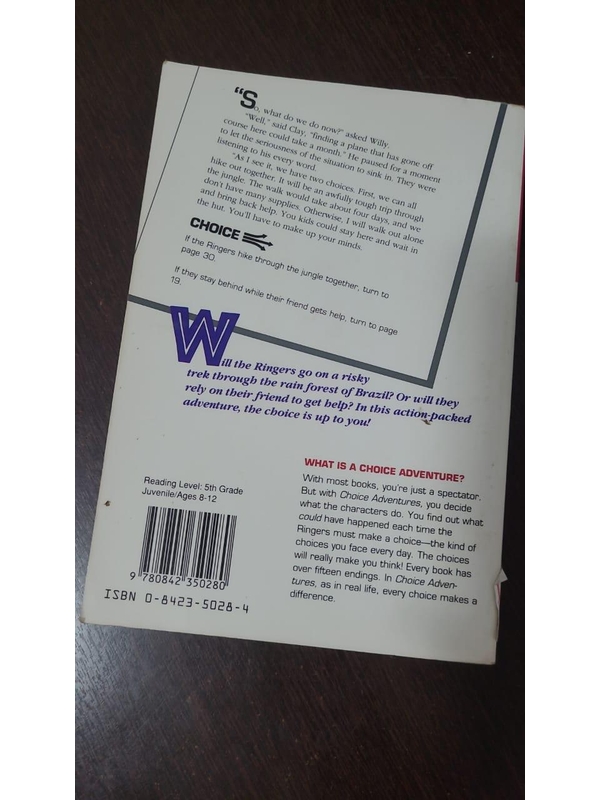 "So, what do we do now?" asked Willy.
"Well," said Clay, "finding a plane that has gone off
course here could take a month." He paused for a moment
to let the seriousness of the situation to sink in. They were
listening to his every word.
"As I see it, we have two choices. First, we can all
hike out together. It will be an awfully tough trip through
the jungle. The walk would take about four days, and we
don't have many supplies. Otherwise, I will walk out alone
and bring back help. You kids could stay here and wait in
the hut. You'll have to make up your minds.
CHOICE
If the Ringers hike through the jungle together, turn to
page 30.
If they stay behind while their friend gets help, turn to page
19.
Will the Ringers go on a risky
trek through the rain forest of Brazil? Or will they
rely on their friend to get help? In this action-packed
adventure, the choice is up to you!
WHAT IS A CHOICE ADVENTURE?
With most books, you're just a spectator.
But with Choice Adventures, you decide
what the characters do. You find out what
could have happened each time the
Ringers must make a choice—the kind of
choices you face every day. The choices
will really make you think! Every book has
over fifteen endings. In Choice Adven-
tures, as in real life, every choice makes a
difference.
Reading Level: 5th Grade
Juvenile/Ages 8-12
9 780842 350280
ISBN 0-8423-5028-4